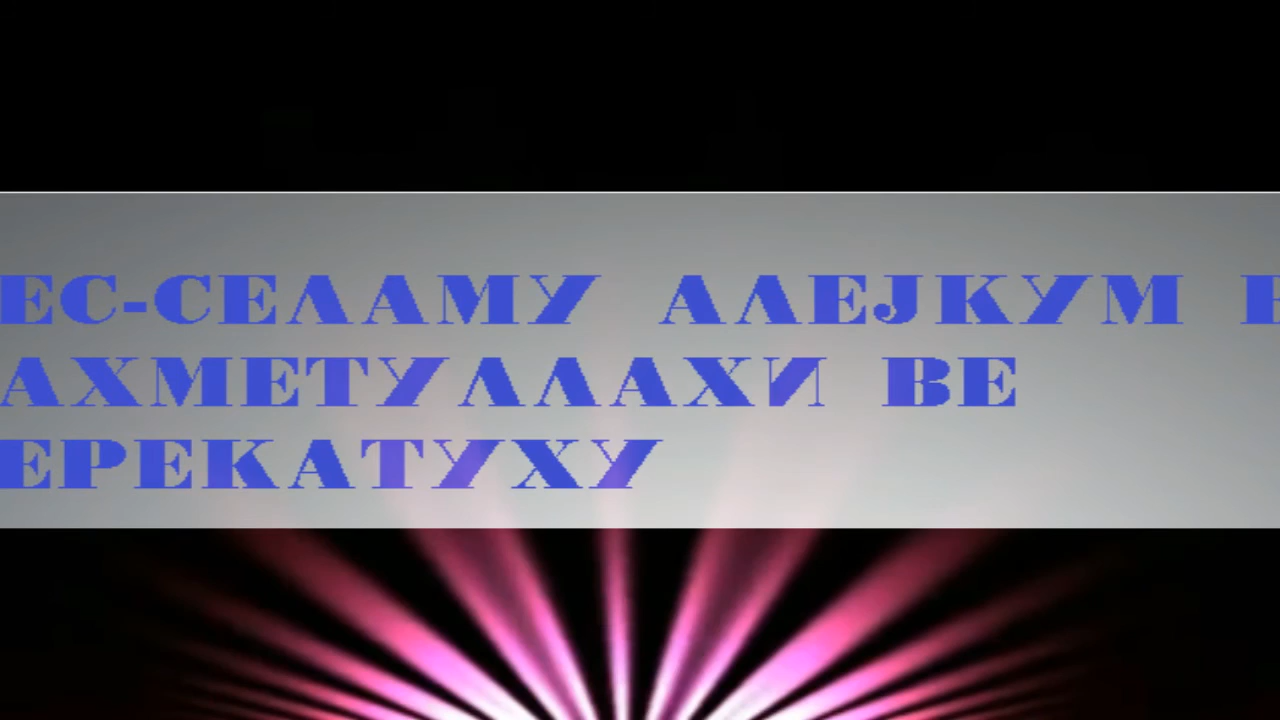 ЕС-СЕЛАМУ АЛЕЈКУМ
АХМЕТУЛЛАХИ ВЕ
ЕРЕКАТУХУ